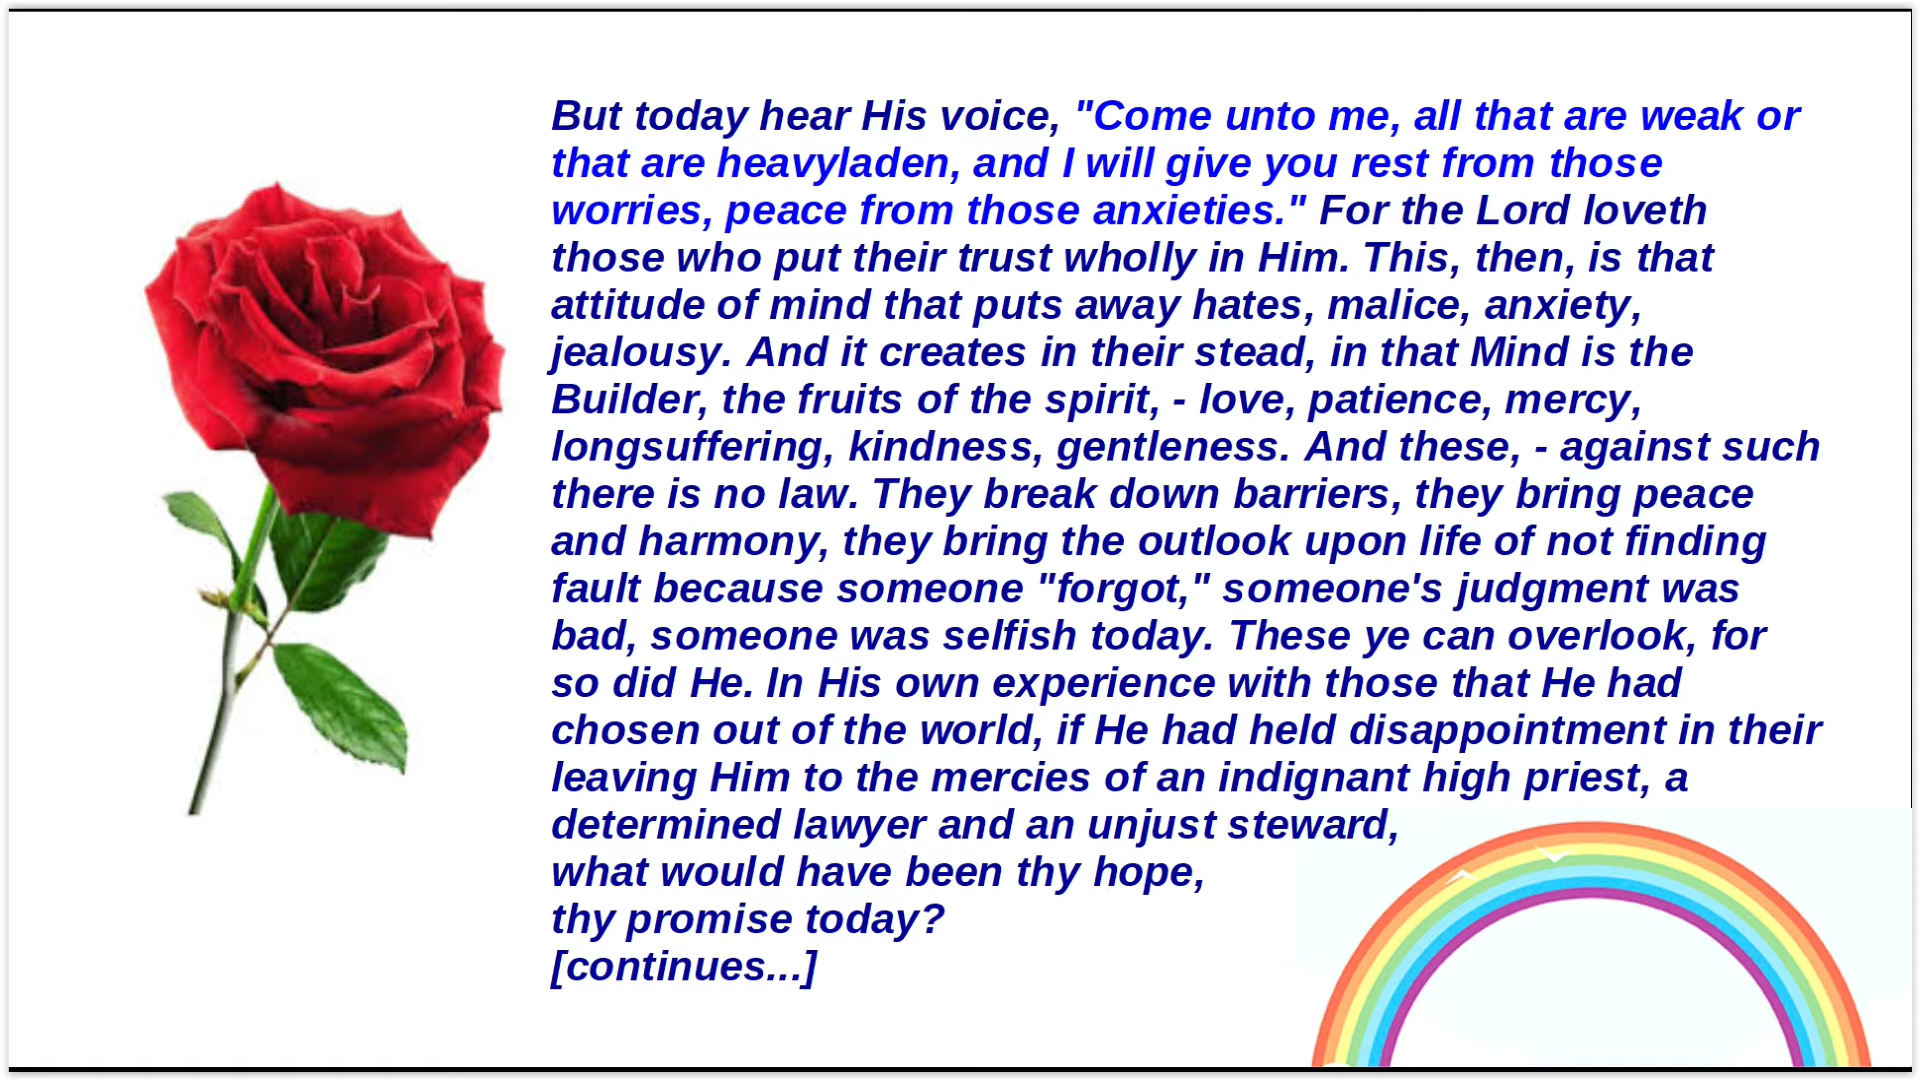 But today hear His voice, "Come unto me, all that are weak or
that are heavyladen, and I will give you rest from those
worries, peace from those anxieties." For the Lord loveth
those who put their trust wholly in Him. This, then, is that
attitude of mind that puts away hates, malice, anxiety,
jealousy. And it creates in their stead, in that Mind is the
Builder, the fruits of the spirit, - love, patience, mercy,
longsuffering, kindness, gentleness. And these, - against such
there is no law. They break down barriers, they bring peace
and harmony, they bring the outlook upon life of not finding
fault because someone "forgot," someone's judgment was
bad, someone was selfish today. These ye can overlook, for
so did He. In His own experience with those that He had
chosen out of the world, if He had held disappointment in their
leaving Him to the mercies of an indignant high priest, a
determined lawyer and an unjust steward,
what would have been thy hope,
thy promise today?
[continues...]